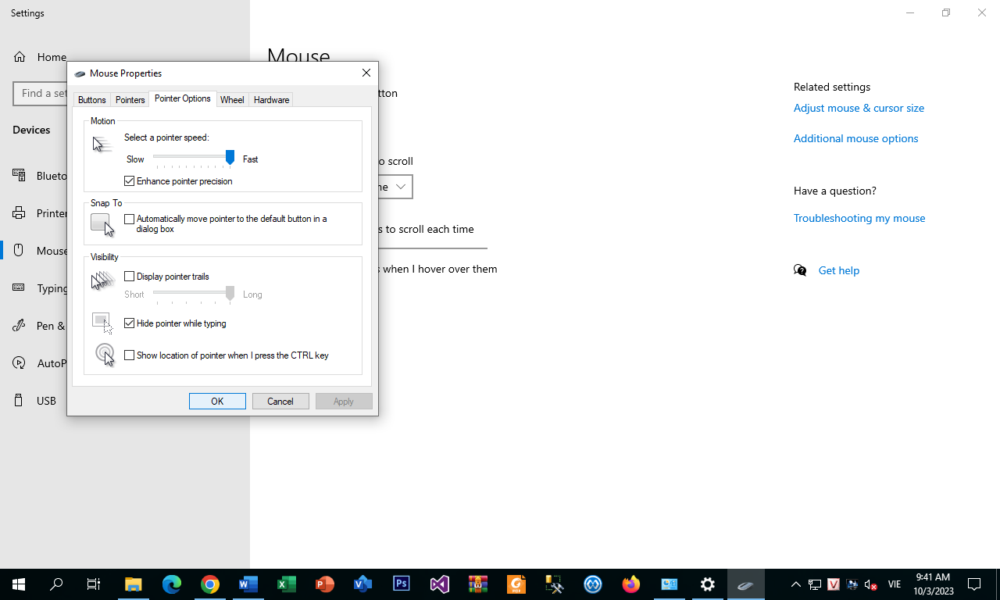 Settings
Home
Find a set
Devices
Blueto
Printer
Mouse
Typing
Pen &
AutoP
USB
Mouse
tton
o scroll
ne
s to scroll each time
s when I hover over them
Related settings
Adjust mouse & cursor size
Additional mouse options
Have a question?
Troubleshooting my mouse
Get help
Mouse Properties
Buttons Pointers Pointer Options Wheel Hardware
Motion
Select a pointer speed:
Slow Fast
Enhance pointer precision
Snap To
Automatically move pointer to the default button in a
dialog box
Visibility
Display pointer trails
Short Long
Hide pointer while typing
Show location of pointer when I press the CTRL key
OK Cancel Apply
VIE
9:41 AM
10/3/2023